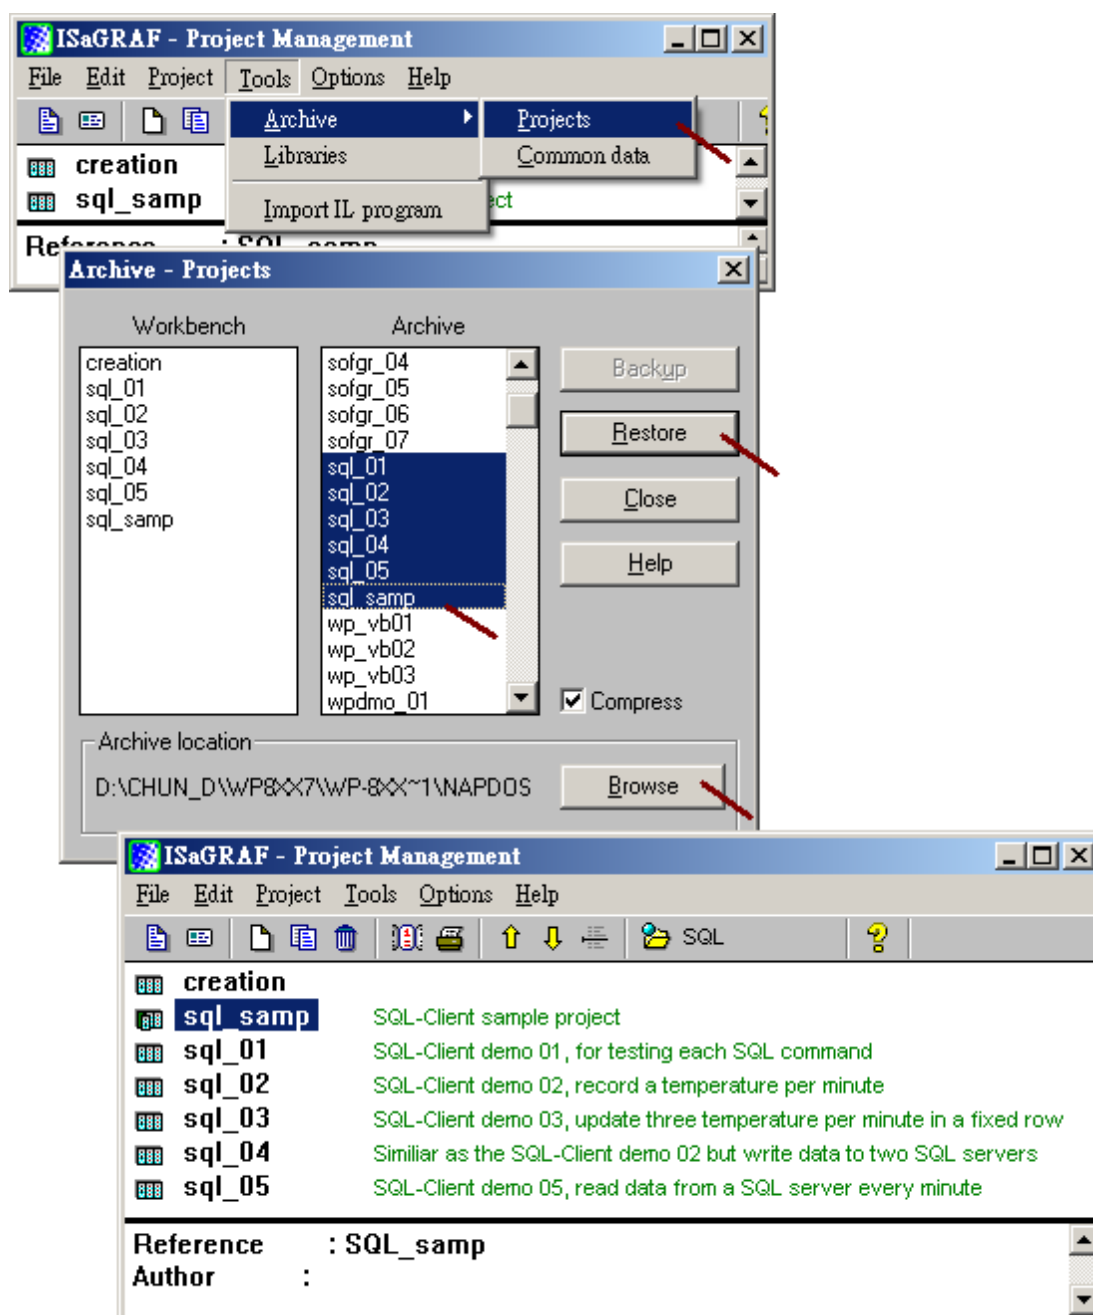 ISaGRAF - Project Management
File Edit Project Tools Options Help
Archive Projects
Libraries Common data
Import IL program
creation
sql_samp ect
Reference : SQL_samp
Archive - Projects
Workbench Archive
creation
sql_01
sql_02
sql_03
sql_04
sql_05
sql_samp
sofgr_04
sofgr_05
sofgr_06
sofgr_07
sql_01
sql_02
sql_03
sql_04
sql_05
sql_samp
wp_vb01
wp_vb02
wp_vb03
wpdmo_01
Backup
Restore
Close
Help
Compress
Archive location
D:\CHUN_D\WP8XX7\WP-8XX~1\NAPDOS Browse
ISaGRAF - Project Management
File Edit Project Tools Options Help
SQL
creation
sql_samp SQL-Client sample project
sql_01 SQL-Client demo 01, for testing each SQL command
sql_02 SQL-Client demo 02, record a temperature per minute
sql_03 SQL-Client demo 03, update three temperature per minute in a fixed row
sql_04 Similiar as the SQL-Client demo 02 but write data to two SQL servers
sql_05 SQL-Client demo 05, read data from a SQL server every minute
Reference : SQL_samp
Author :